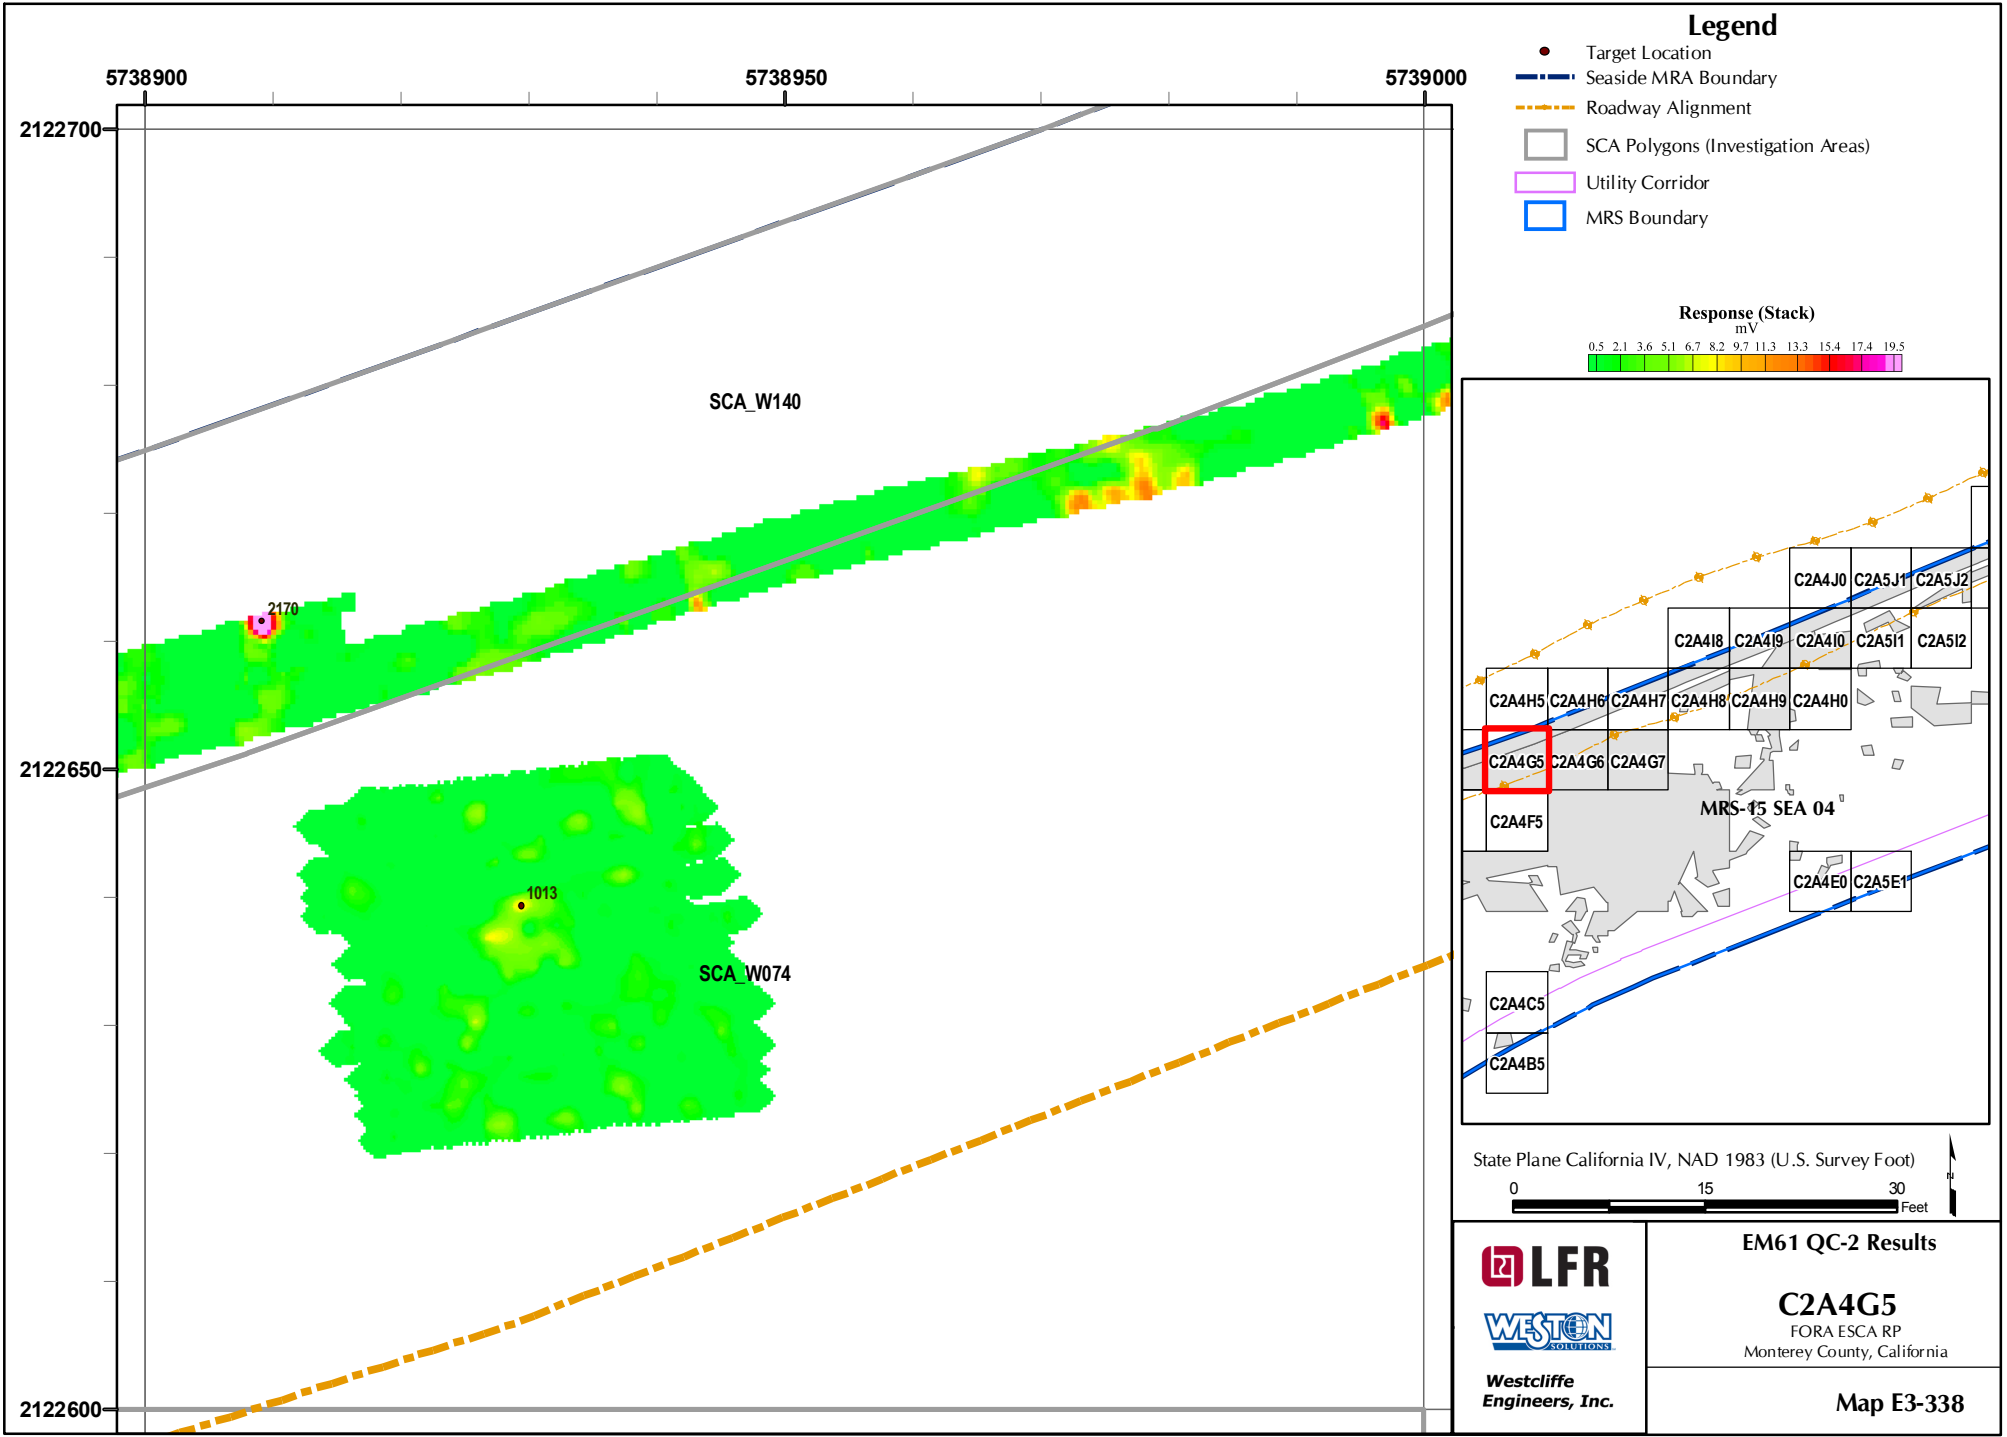 5738900 5738950 5739000
2122700
2122650
2122600
SCA_W140
2170
1013
SCA_W074
Legend
Target Location
Seaside MRA Boundary
Roadway Alignment
SCA Polygons (Investigation Areas)
Utility Corridor
MRS Boundary
Response (Stack)
mV
0.5 2.1 3.6 5.1 6.7 8.2 9.7 11.3 13.3 15.4 17.4 19.5
C2A4J0 C2A5J1 C2A5J2
C2A4I8 C2A4I9 C2A4I0 C2A5I1 C2A5I2
C2A4H5 C2A4H6 C2A4H7 C2A4H8 C2A4H9 C2A4H0
C2A4G5 C2A4G6 C2A4G7
MRS-15 SEA 04
C2A4F5
C2A4E0 C2A5E1
C2A4C5
C2A4B5
State Plane California IV, NAD 1983 (U.S. Survey Foot)
0 15 30
Feet
N
LFR
WESTON
SOLUTIONS
Westcliffe
Engineers, Inc.
EM61 QC-2 Results
C2A4G5
FORA ESCA RP
Monterey County, California
Map E3-338